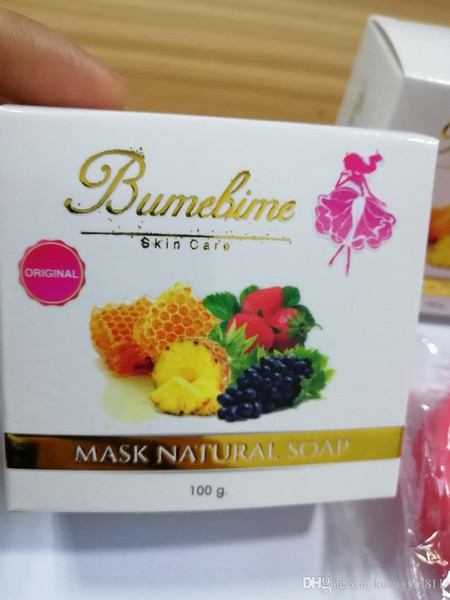 Bumebime
Skin Care
ORIGINAL
MASK NATURAL SOAP
100 g.
DHgate.com